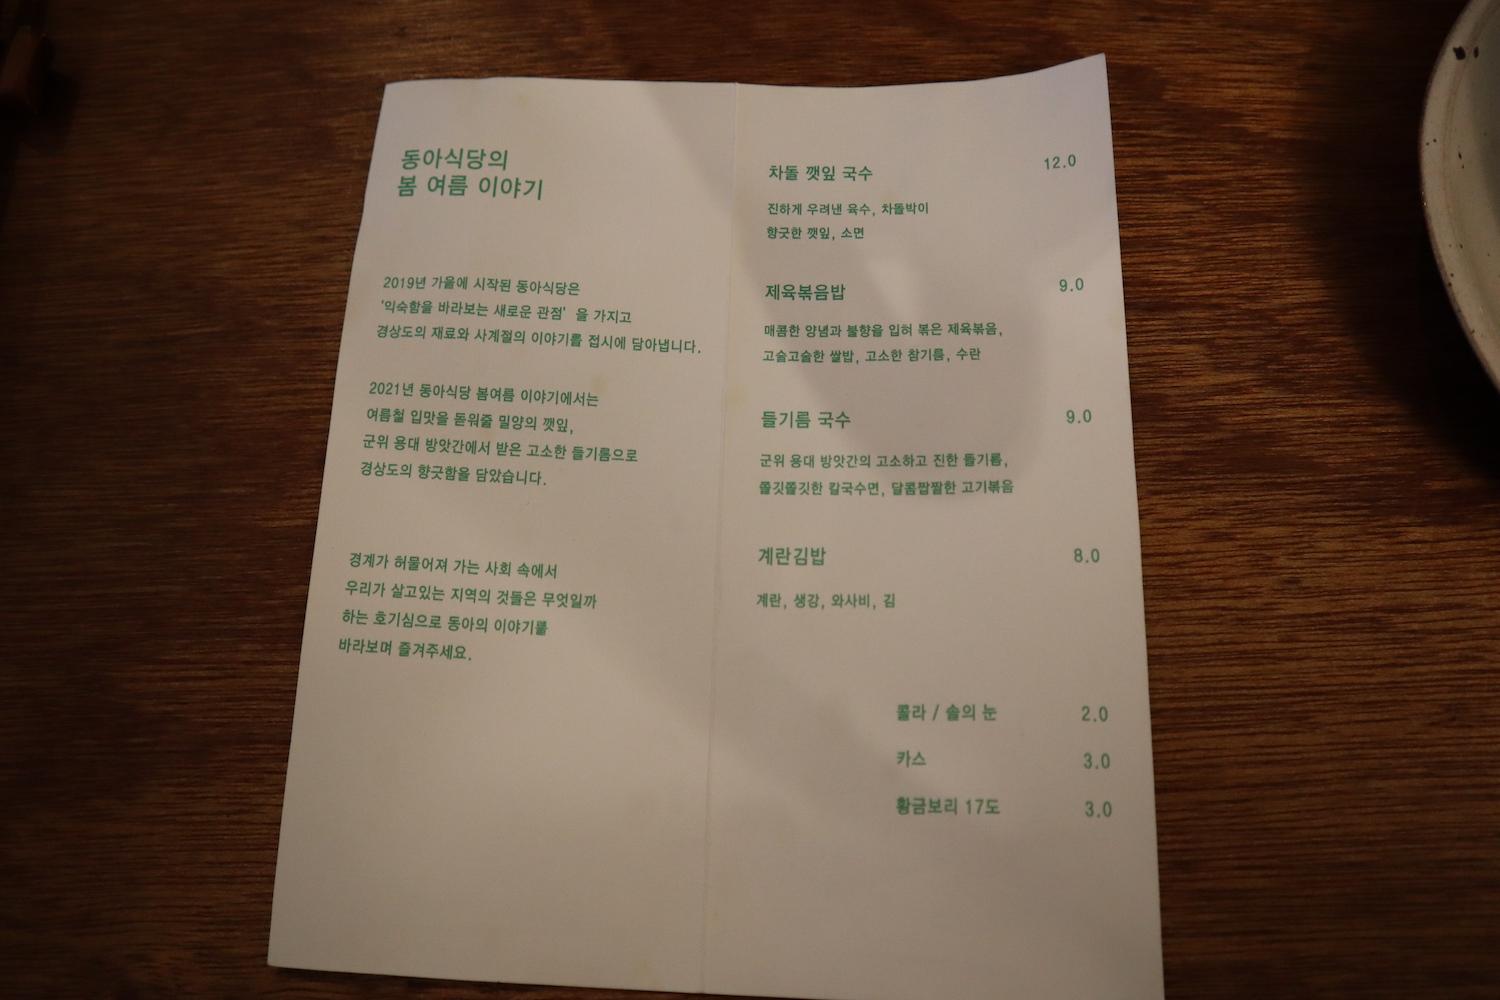 동아식당의
봄 여름 이야기
2019년 가을에 시작된 동아식당은
'익숙함을 바라보는 새로운 관점' 을 가지고
경상도의 재료와 사계절의 이야기를 접시에 담아냅니다.
2021년 동아식당 봄여름 이야기에서는
여름철 입맛을 돋워줄 밀양의 깻잎,
군위 용대 방앗간에서 받은 고소한 들기름으로
경상도의 향긋함을 담았습니다.
경계가 허물어져 가는 사회 속에서
우리가 살고있는 지역의 것들은 무엇일까
하는 호기심으로 동아의 이야기를
바라보며 즐겨주세요.
차돌 깻잎 국수 12.0
진하게 우려낸 육수, 차돌박이
향긋한 깻잎, 소면
제육볶음밥 9.0
매콤한 양념과 불향을 입혀 볶은 제육볶음,
고슬고슬한 쌀밥, 고소한 참기름, 수란
들기름 국수 9.0
군위 용대 방앗간의 고소하고 진한 들기름,
쫄깃쫄깃한 칼국수면, 달콤짭짤한 고기볶음
계란김밥 8.0
계란, 생강, 와사비, 김
콜라 / 솔의 눈 2.0
카스 3.0
황금보리 17도 3.0